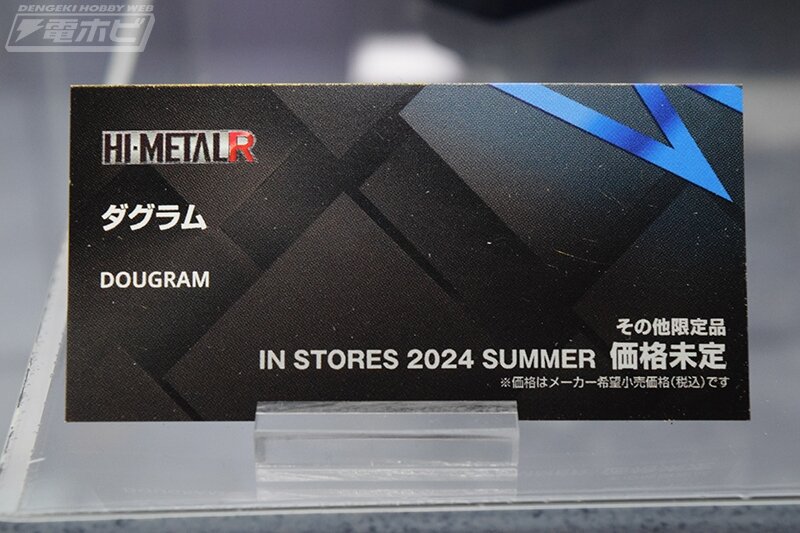 DENGEKI HOBBY WEB
電ホビ
HI-METAL R
ダグラム
DOUGRAM
その他限定品
IN STORES 2024 SUMMER 価格未定
※価格はメーカー希望小売価格(税込)です